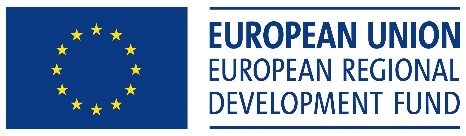 EUROPEAN UNION
EUROPEAN REGIONAL
DEVELOPMENT FUND